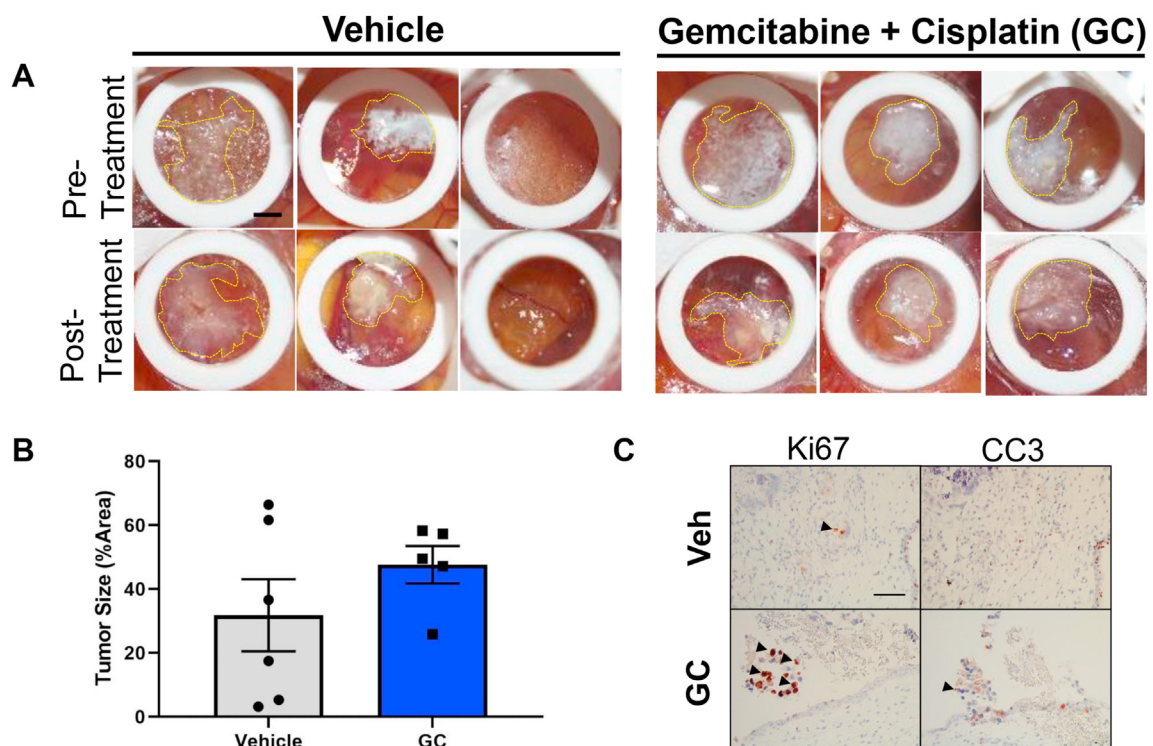 Vehicle
Gemcitabine + Cisplatin (GC)
A
Pre-
Treatment
Post-
Treatment
B
80
60
40
20
0
Tumor Size (%Area)
Vehicle
GC
C
Ki67
CC3
Veh
GC